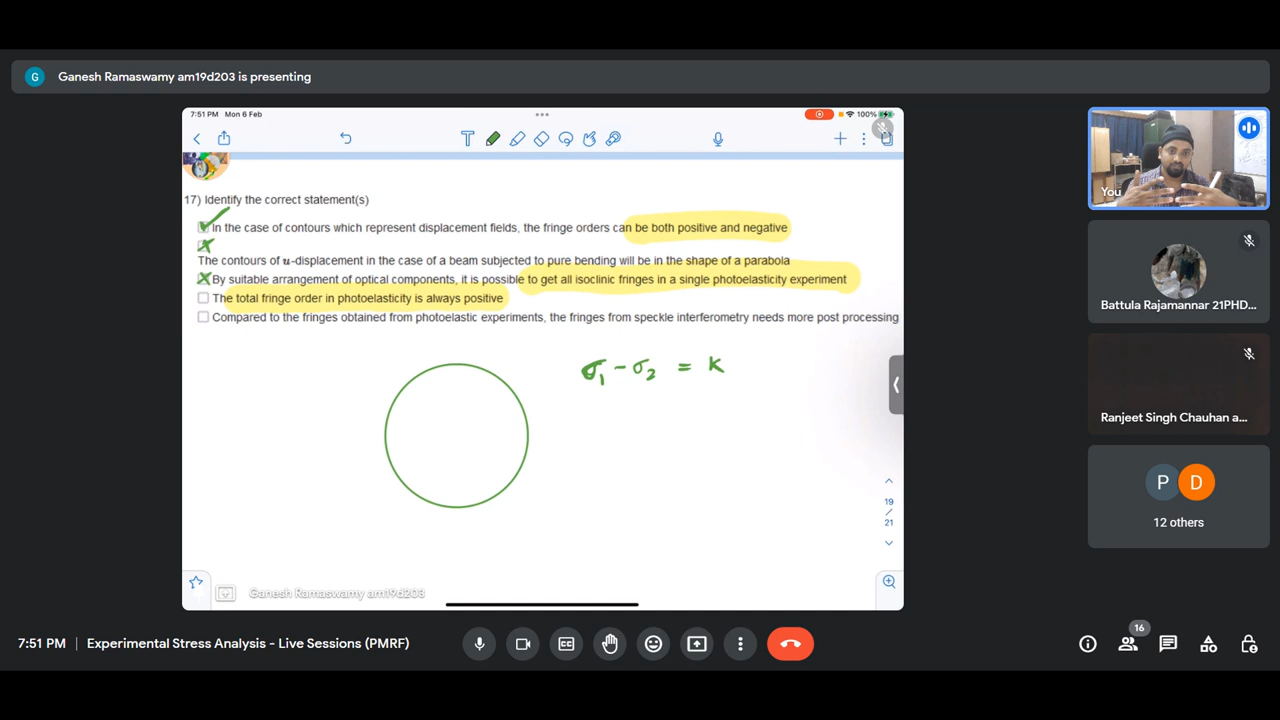 G Ganesh Ramaswamy am19d203 is presenting
7:51 PM Mon 6 Feb
100%
17) Identify the correct statement(s)
In the case of contours which represent displacement fields, the fringe orders can be both positive and negative
The contours of u-displacement in the case of a beam subjected to pure bending will be in the shape of a parabola
By suitable arrangement of optical components, it is possible to get all isoclinic fringes in a single photoelasticity experiment
The total fringe order in photoelasticity is always positive
Compared to the fringes obtained from photoelastic experiments, the fringes from speckle interferometry needs more post processing
σ1 - σ2 = K
19
/
21
Ganesh Ramaswamy am19d203
You
Battula Rajamannar 21PHD...
Ranjeet Singh Chauhan a...
P D
12 others
7:51 PM | Experimental Stress Analysis - Live Sessions (PMRF)
CC
16